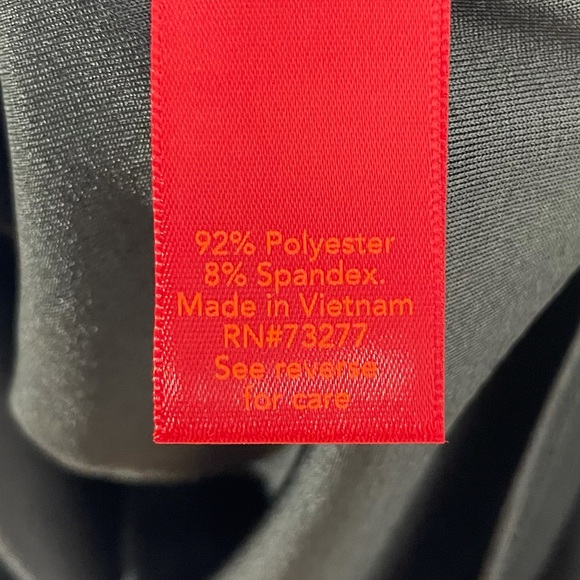 92% Polyester
8% Spandex.
Made in Vietnam
RN#73277
See reverse
for care